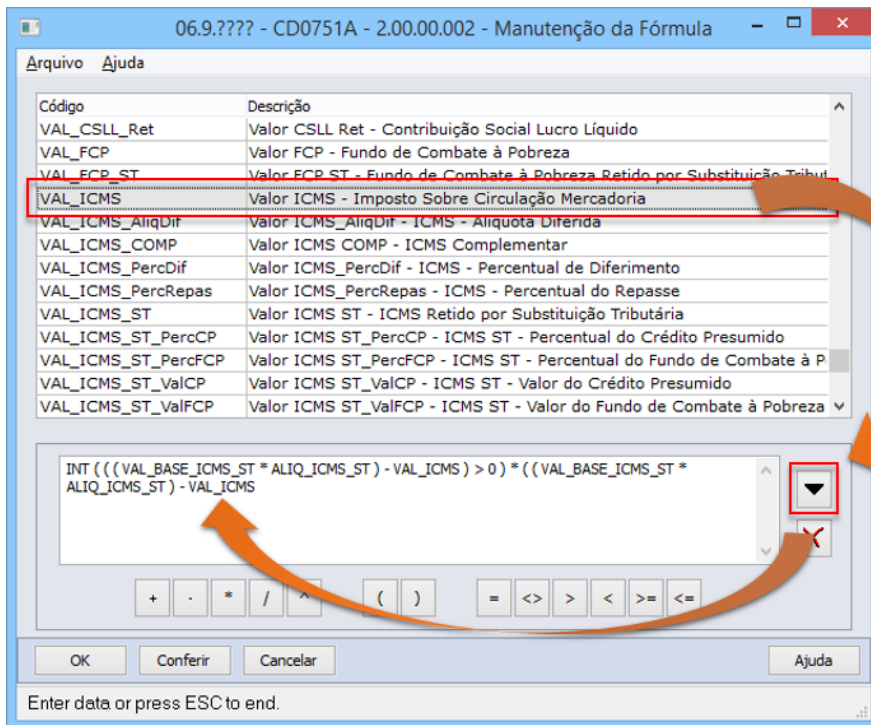 06.9.???? - CD0751A - 2.00.00.002 - Manutenção da Fórmula
Arquivo Ajuda
Código Descrição
VAL_CSLL_Ret Valor CSLL Ret - Contribuição Social Lucro Líquido
VAL_FCP Valor FCP - Fundo de Combate à Pobreza
VAL_FCP_ST Valor FCP ST - Fundo de Combate à Pobreza Retido por Substituição Tribut
VAL_ICMS Valor ICMS - Imposto Sobre Circulação Mercadoria
VAL_ICMS_AliqDif Valor ICMS_AliqDif - ICMS - Aliquota Diferida
VAL_ICMS_COMP Valor ICMS COMP - ICMS Complementar
VAL_ICMS_PercDif Valor ICMS_PercDif - ICMS - Percentual de Diferimento
VAL_ICMS_PercRepas Valor ICMS_PercRepas - ICMS - Percentual do Repasse
VAL_ICMS_ST Valor ICMS ST - ICMS Retido por Substituição Tributária
VAL_ICMS_ST_PercCP Valor ICMS ST_PercCP - ICMS ST - Percentual do Crédito Presumido
VAL_ICMS_ST_PercFCP Valor ICMS ST_PercFCP - ICMS ST - Percentual do Fundo de Combate à P
VAL_ICMS_ST_ValCP Valor ICMS ST_ValCP - ICMS ST - Valor do Crédito Presumido
VAL_ICMS_ST_ValFCP Valor ICMS ST_ValFCP - ICMS ST - Valor do Fundo de Combate à Pobreza
INT ( ( ( VAL_BASE_ICMS_ST * ALIQ_ICMS_ST ) - VAL_ICMS ) > 0 ) * ( ( VAL_BASE_ICMS_ST *
ALIQ_ICMS_ST ) - VAL_ICMS
+ - * / ^ ( ) = <> > < >= <=
OK Conferir Cancelar Ajuda
Enter data or press ESC to end.